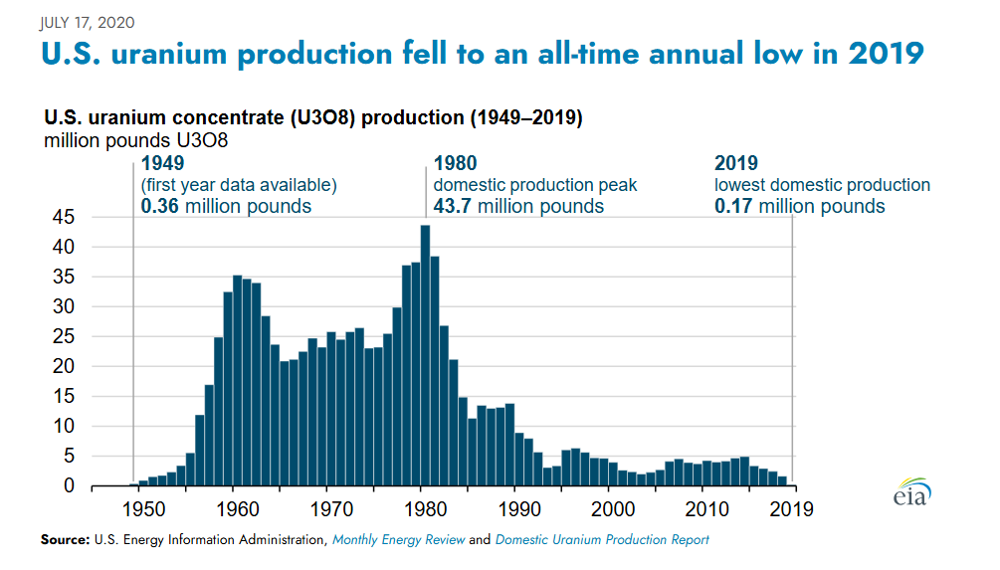 JULY 17, 2020
U.S. uranium production fell to an all-time annual low in 2019
U.S. uranium concentrate (U3O8) production (1949–2019)
million pounds U3O8
1949
(first year data available)
0.36 million pounds
1980
domestic production peak
43.7 million pounds
2019
lowest domestic production
0.17 million pounds
45
40
35
30
25
20
15
10
5
0
1950 1960 1970 1980 1990 2000 2010 2019
eia
Source: U.S. Energy Information Administration, Monthly Energy Review and Domestic Uranium Production Report